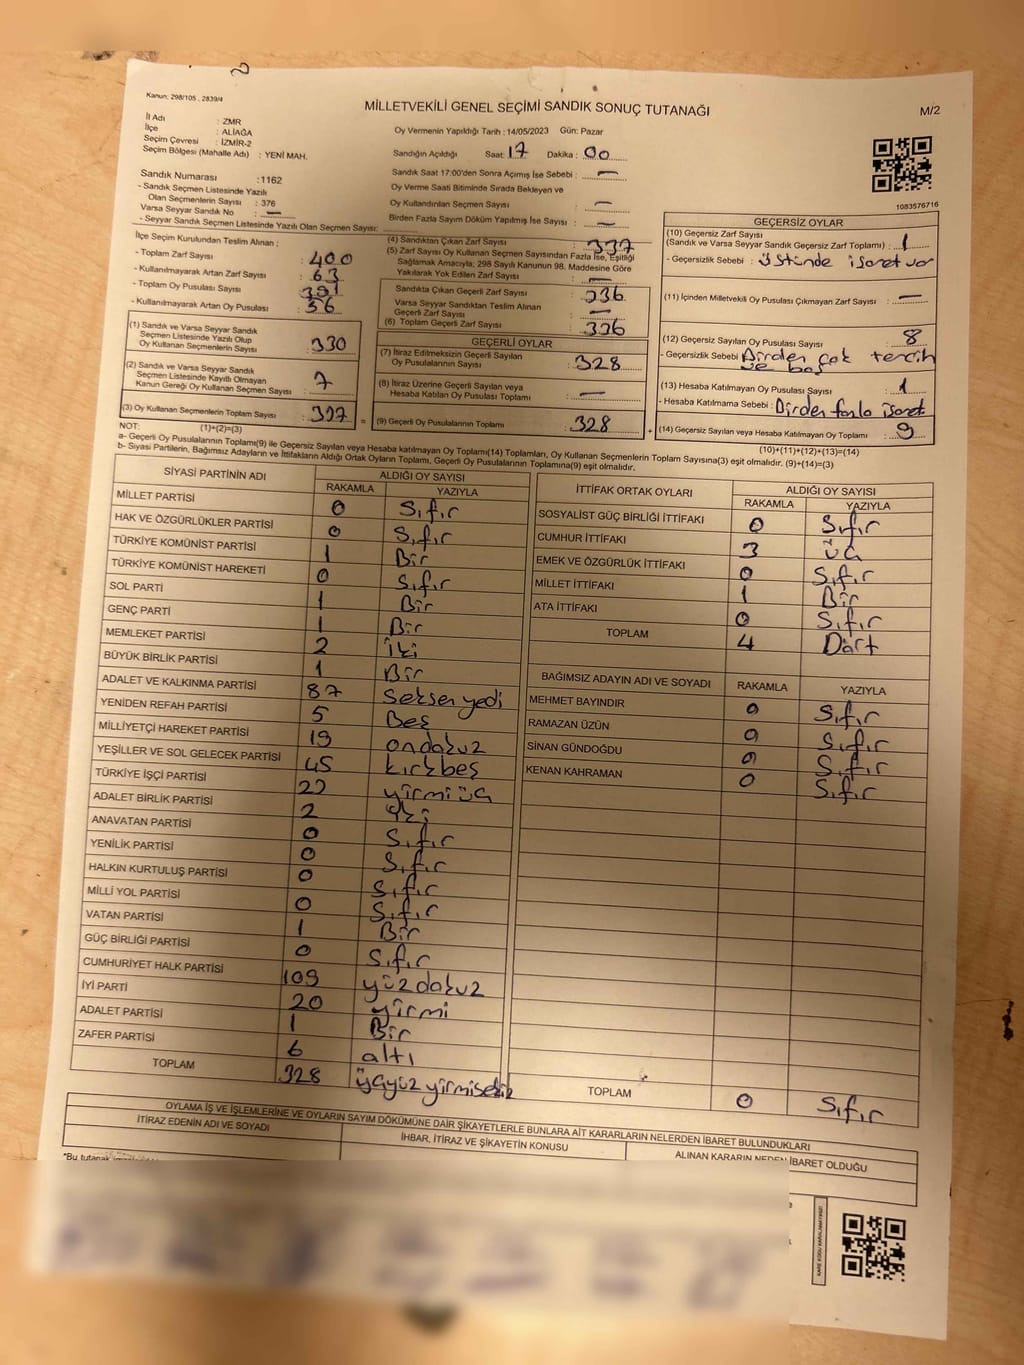 Kanun: 298/105 , 2839/4
MİLLETVEKİLİ GENEL SEÇİMİ SANDIK SONUÇ TUTANAĞI
M/2
İl Adı : ZMR
İlçe : ALİAĞA
Seçim Çevresi : İZMİR-2
Seçim Bölgesi (Mahalle Adı) : YENİ MAH.
Oy Vermenin Yapıldığı Tarih : 14/05/2023 Gün: Pazar
Sandığın Açıldığı Saat: 17 Dakika : 00
Sandık Saat 17:00'den Sonra Açımış İse Sebebi : —
Oy Verme Saati Bitiminde Sırada Bekleyen ve
Oy Kullandırılan Seçmen Sayısı : —
Birden Fazla Sayım Döküm Yapılmış İse Sayısı : —
1083576716
Sandık Numarası :1162
- Sandık Seçmen Listesinde Yazılı
Olan Seçmenlerin Sayısı : 376
Varsa Seyyar Sandık No : —
- Seyyar Sandık Seçmen Listesinde Yazılı Olan Seçmen Sayısı:
İlçe Seçim Kurulundan Teslim Alınan ;
- Toplam Zarf Sayısı : 400
- Kullanılmayarak Artan Zarf Sayısı : 63
- Toplam Oy Pusulası Sayısı : 391
- Kullanılmayarak Artan Oy Pusulası : 56
(1) Sandık ve Varsa Seyyar Sandık
Seçmen Listesinde Yazılı Olup
Oy Kullanan Seçmenlerin Sayısı : 330
(2) Sandık ve Varsa Seyyar Sandık
Seçmen Listesinde Kayıtlı Olmayan
Kanun Gereği Oy Kullanan Seçmen Sayısı : 7
(3) Oy Kullanan Seçmenlerin Toplam Sayısı : 337 =
(4) Sandıktan Çıkan Zarf Sayısı : 337
(5) Zarf Sayısı Oy Kullanan Seçmen Sayısından Fazla İse, Eşitliği
Sağlamak Amacıyla; 298 Sayılı Kanunun 98. Maddesine Göre
Yakılarak Yok Edilen Zarf Sayısı : —
Sandıkta Çıkan Geçerli Zarf Sayısı : 336
Varsa Seyyar Sandıktan Teslim Alınan
Geçerli Zarf Sayısı : —
(6) Toplam Geçerli Zarf Sayısı : 336
GEÇERLİ OYLAR
(7) İtiraz Edilmeksizin Geçerli Sayılan
Oy Pusulalarının Sayısı : 328
(8) İtiraz Üzerine Geçerli Sayılan veya
Hesaba Katılan Oy Pusulası Toplamı : —
(9) Geçerli Oy Pusulalarının Toplamı : 328 +
GEÇERSİZ OYLAR
(10) Geçersiz Zarf Sayısı
(Sandık ve Varsa Seyyar Sandık Geçersiz Zarf Toplamı) : 1
- Geçersizlik Sebebi : üstünde işaret var
(11) İçinden Milletvekili Oy Pusulası Çıkmayan Zarf Sayısı : —
(12) Geçersiz Sayılan Oy Pusulası Sayısı : 8
- Geçersizlik Sebebi : Birden çok tercih
ve boş
(13) Hesaba Katılmayan Oy Pusulası Sayısı : 1
- Hesaba Katılmama Sebebi : Birden fazla işaret
(14) Geçersiz Sayılan veya Hesaba Katılmayan Oy Toplamı : 9
NOT: (1)+(2)=(3)
(10)+(11)+(12)+(13)=(14)
a- Geçerli Oy Pusulalarının Toplamı(9) ile Geçersiz Sayılan veya Hesaba Katılmayan Oy Toplamı(14) Toplamları, Oy Kullanan Seçmenlerin Toplam Sayısına(3) eşit olmalıdır. (9)+(14)=(3)
b- Siyasi Partilerin, Bağımsız Adayların ve İttifakların Aldığı Ortak Oyların Toplamı, Geçerli Oy Pusulalarının Toplamına(9) eşit olmalıdır.
SİYASİ PARTİNİN ADI ALDIĞI OY SAYISI
RAKAMLA YAZIYLA
MİLLET PARTİSİ 0 Sıfır
HAK VE ÖZGÜRLÜKLER PARTİSİ 0 Sıfır
TÜRKİYE KOMÜNİST PARTİSİ 1 Bir
TÜRKİYE KOMÜNİST HAREKETİ 0 Sıfır
SOL PARTİ 1 Bir
GENÇ PARTİ 1 Bir
MEMLEKET PARTİSİ 2 iki
BÜYÜK BİRLİK PARTİSİ 1 Bir
ADALET VE KALKINMA PARTİSİ 87 seksen yedi
YENİDEN REFAH PARTİSİ 5 Beş
MİLLİYETÇİ HAREKET PARTİSİ 19 ondokuz
YEŞİLLER VE SOL GELECEK PARTİSİ 45 kırkbeş
TÜRKİYE İŞÇİ PARTİSİ 23 yirmi üç
ADALET BİRLİK PARTİSİ 2 iki
ANAVATAN PARTİSİ 0 Sıfır
YENİLİK PARTİSİ 0 Sıfır
HALKIN KURTULUŞ PARTİSİ 0 Sıfır
MİLLİ YOL PARTİSİ 0 Sıfır
VATAN PARTİSİ 1 Bir
GÜÇ BİRLİĞİ PARTİSİ 0 Sıfır
CUMHURİYET HALK PARTİSİ 109 yüz dokuz
İYİ PARTİ 20 yirmi
ADALET PARTİSİ 1 Bir
ZAFER PARTİSİ 6 altı
TOPLAM 328 üçyüz yirmisekiz
İTTİFAK ORTAK OYLARI ALDIĞI OY SAYISI
RAKAMLA YAZIYLA
SOSYALİST GÜÇ BİRLİĞİ İTTİFAKI 0 Sıfır
CUMHUR İTTİFAKI 3 üç
EMEK VE ÖZGÜRLÜK İTTİFAKI 0 Sıfır
MİLLET İTTİFAKI 1 Bir
ATA İTTİFAKI 0 Sıfır
TOPLAM 4 Dört
BAĞIMSIZ ADAYIN ADI VE SOYADI RAKAMLA YAZIYLA
MEHMET BAYINDIR 0 Sıfır
RAMAZAN ÜZÜN 0 Sıfır
SİNAN GÜNDOĞDU 0 Sıfır
KENAN KAHRAMAN 0 Sıfır
TOPLAM 0 Sıfır
OYLAMA İŞ VE İŞLEMLERİNE VE OYLARIN SAYIM DÖKÜMÜNE DAİR ŞİKAYETLERLE BUNLARA AİT KARARLARIN NELERDEN İBARET BULUNDUKLARI
İTİRAZ EDENİN ADI VE SOYADI
İHBAR, İTİRAZ VE ŞİKAYETİN KONUSU
ALINAN KARARIN NEDEN İBARET OLDUĞU
*Bu tutanak
KARE KODU KARALAMAYINIZ!